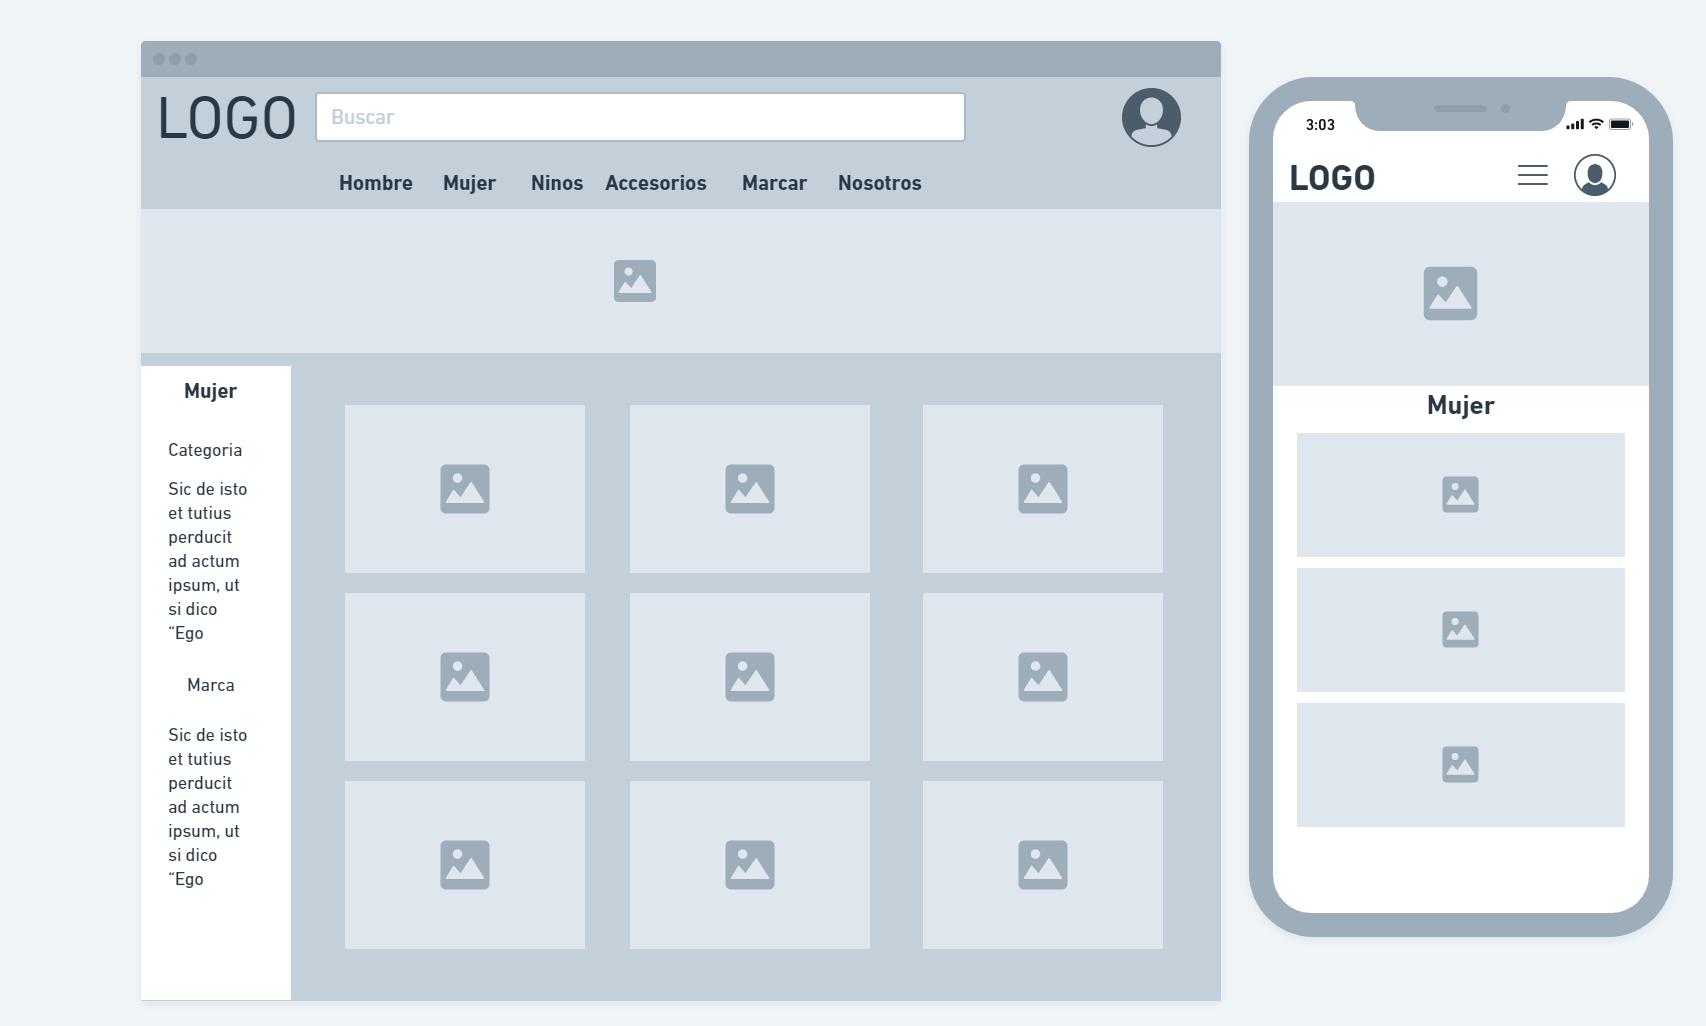 LOGO
Buscar
Hombre Mujer Ninos Accesorios Marcar Nosotros
Mujer
Categoria
Sic de isto
et tutius
perducit
ad actum
ipsum, ut
si dico
“Ego
Marca
Sic de isto
et tutius
perducit
ad actum
ipsum, ut
si dico
“Ego
3:03
LOGO
Mujer